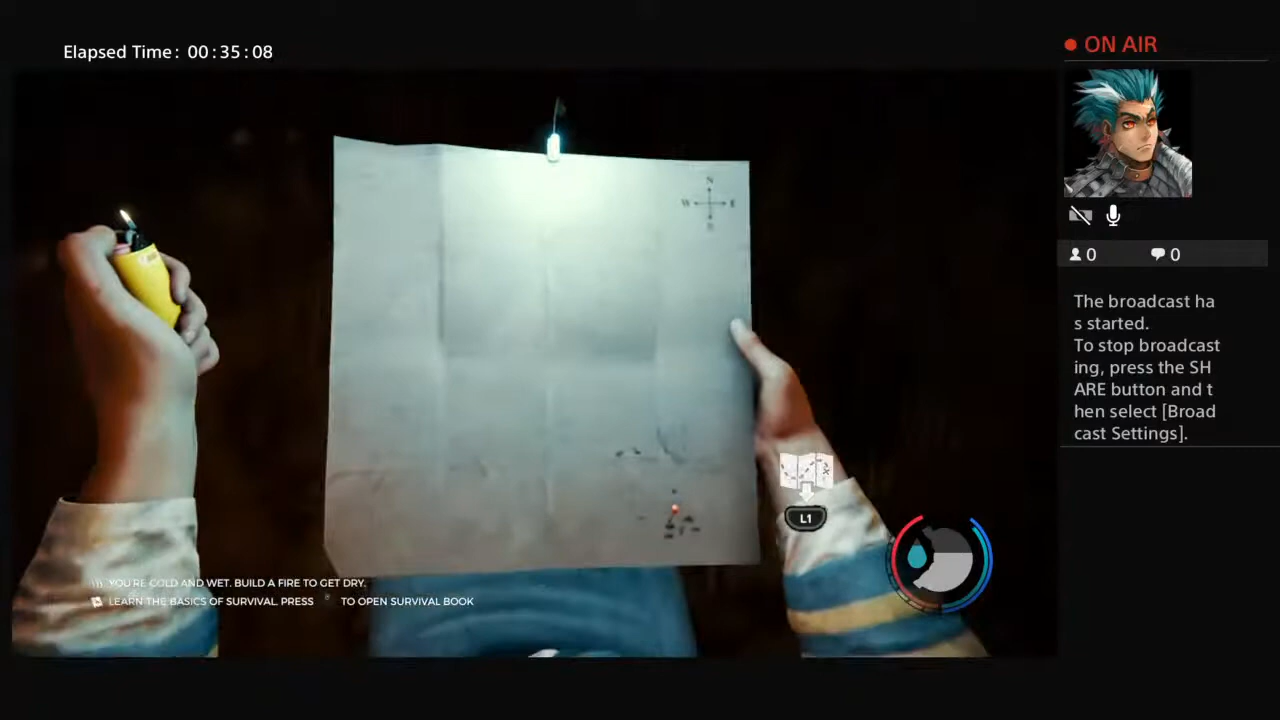 Elapsed Time: 00:35:08
ON AIR
N
W E
0 0
The broadcast ha
s started.
To stop broadcast
ing, press the SH
ARE button and t
hen select [Broad
cast Settings].
L1
YOU'RE COLD AND WET. BUILD A FIRE TO GET DRY.
LEARN THE BASICS OF SURVIVAL. PRESS TO OPEN SURVIVAL BOOK